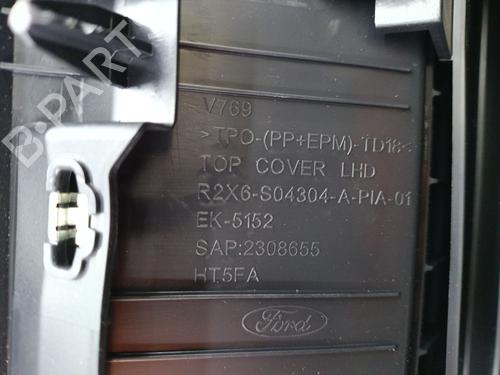 B-PARTS
V769
>TPO-(PP+EPM)-TD18<
TOP COVER LHD
R2X6-S04304-A-PIA-01
EK-5152
SAP:2308655
HT5FA
Ford